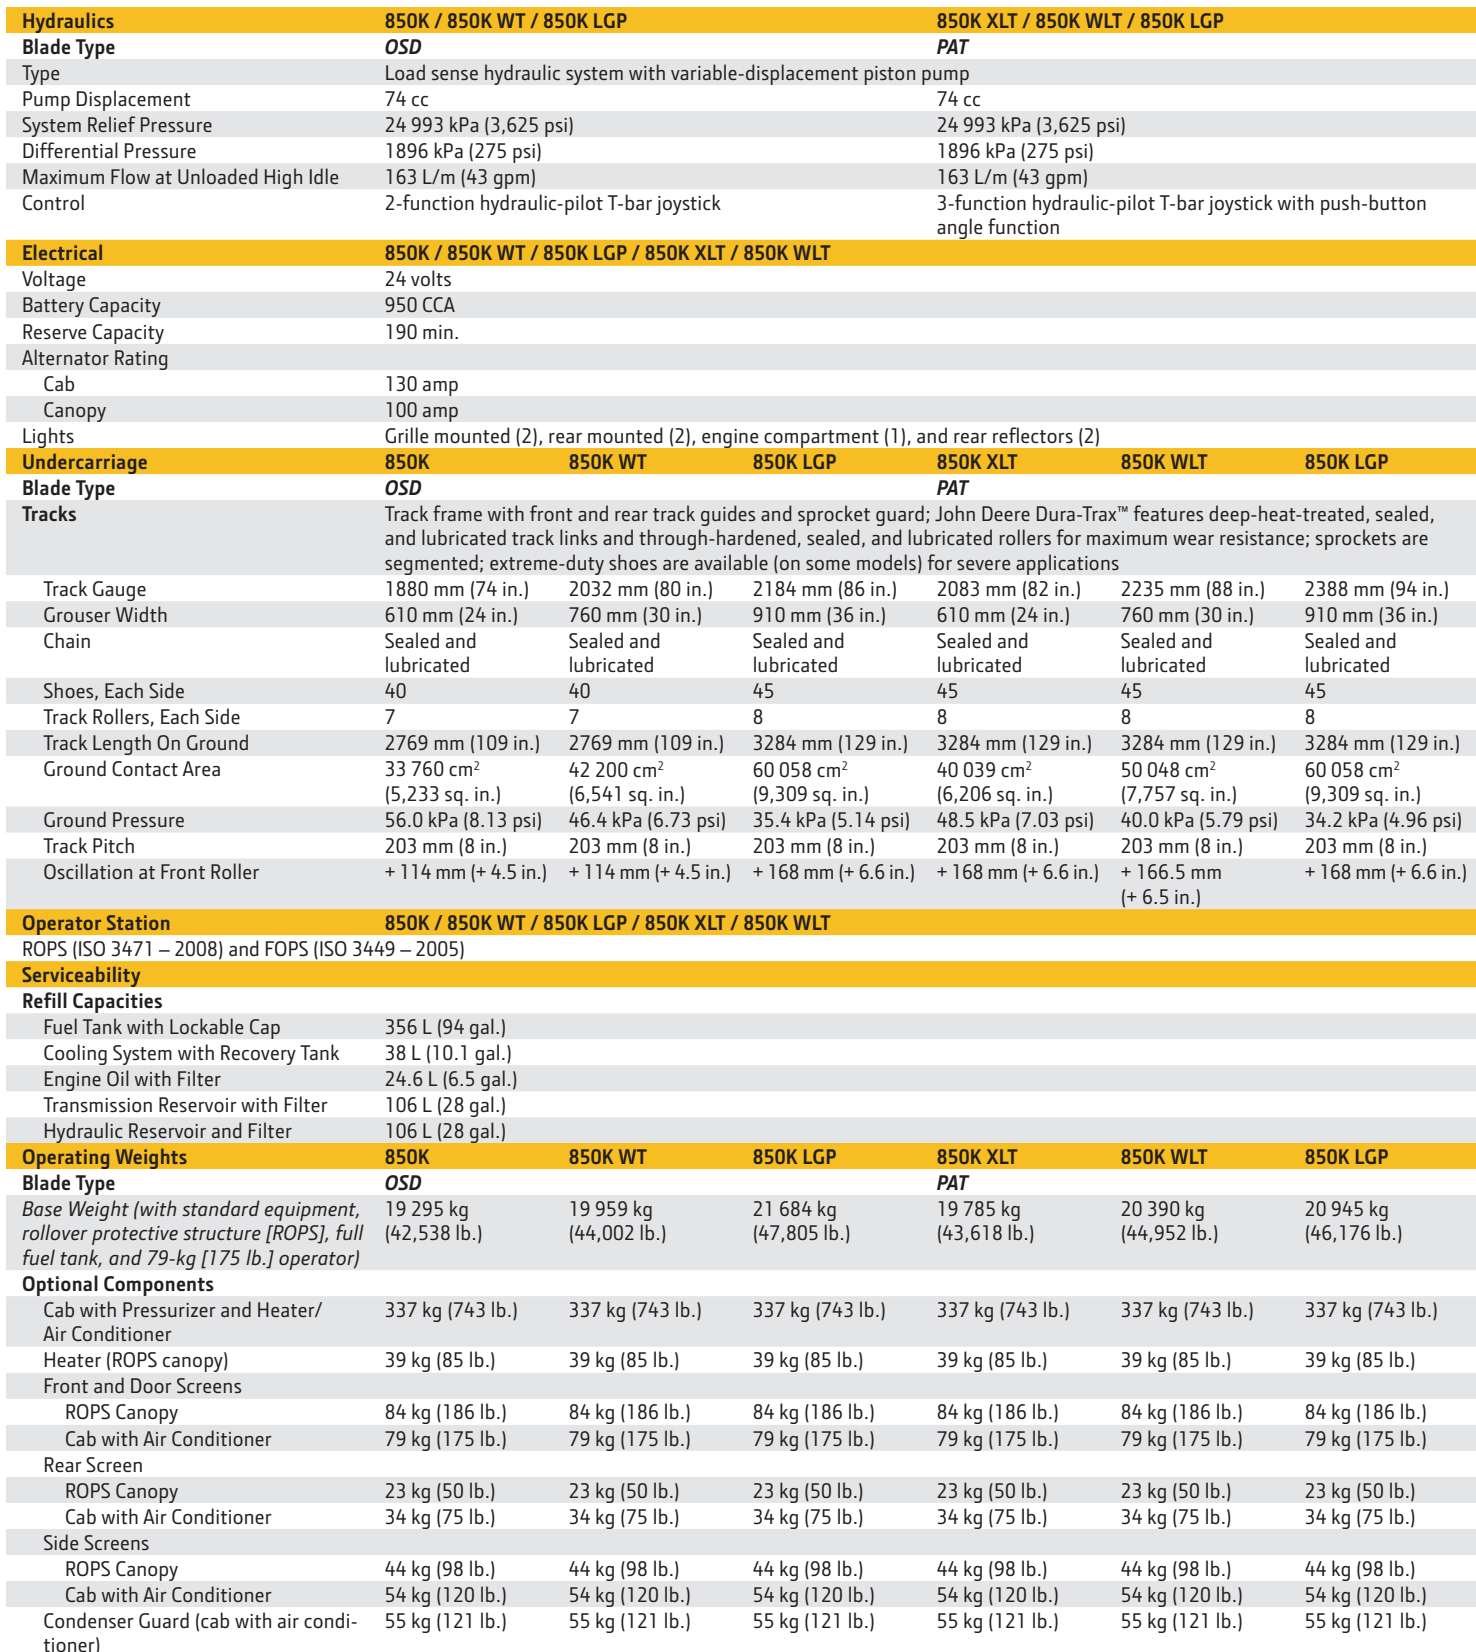 Hydraulics 850K / 850K WT / 850K LGP 850K XLT / 850K WLT / 850K LGP
Blade Type OSD PAT
Type Load sense hydraulic system with variable-displacement piston pump
Pump Displacement 74 cc 74 cc
System Relief Pressure 24 993 kPa (3,625 psi) 24 993 kPa (3,625 psi)
Differential Pressure 1896 kPa (275 psi) 1896 kPa (275 psi)
Maximum Flow at Unloaded High Idle 163 L/m (43 gpm) 163 L/m (43 gpm)
Control 2-function hydraulic-pilot T-bar joystick 3-function hydraulic-pilot T-bar joystick with push-button
angle function
Electrical 850K / 850K WT / 850K LGP / 850K XLT / 850K WLT
Voltage 24 volts
Battery Capacity 950 CCA
Reserve Capacity 190 min.
Alternator Rating
Cab 130 amp
Canopy 100 amp
Lights Grille mounted (2), rear mounted (2), engine compartment (1), and rear reflectors (2)
Undercarriage 850K 850K WT 850K LGP 850K XLT 850K WLT 850K LGP
Blade Type OSD PAT
Tracks Track frame with front and rear track guides and sprocket guard; John Deere Dura-Trax™ features deep-heat-treated, sealed,
and lubricated track links and through-hardened, sealed, and lubricated rollers for maximum wear resistance; sprockets are
segmented; extreme-duty shoes are available (on some models) for severe applications
Track Gauge 1880 mm (74 in.) 2032 mm (80 in.) 2184 mm (86 in.) 2083 mm (82 in.) 2235 mm (88 in.) 2388 mm (94 in.)
Grouser Width 610 mm (24 in.) 760 mm (30 in.) 910 mm (36 in.) 610 mm (24 in.) 760 mm (30 in.) 910 mm (36 in.)
Chain Sealed and Sealed and Sealed and Sealed and Sealed and Sealed and
lubricated lubricated lubricated lubricated lubricated lubricated
Shoes, Each Side 40 40 45 45 45 45
Track Rollers, Each Side 7 7 8 8 8 8
Track Length On Ground 2769 mm (109 in.) 2769 mm (109 in.) 3284 mm (129 in.) 3284 mm (129 in.) 3284 mm (129 in.) 3284 mm (129 in.)
Ground Contact Area 33 760 cm² 42 200 cm² 60 058 cm² 40 039 cm² 50 048 cm² 60 058 cm²
(5,233 sq. in.) (6,541 sq. in.) (9,309 sq. in.) (6,206 sq. in.) (7,757 sq. in.) (9,309 sq. in.)
Ground Pressure 56.0 kPa (8.13 psi) 46.4 kPa (6.73 psi) 35.4 kPa (5.14 psi) 48.5 kPa (7.03 psi) 40.0 kPa (5.79 psi) 34.2 kPa (4.96 psi)
Track Pitch 203 mm (8 in.) 203 mm (8 in.) 203 mm (8 in.) 203 mm (8 in.) 203 mm (8 in.) 203 mm (8 in.)
Oscillation at Front Roller + 114 mm (+ 4.5 in.) + 114 mm (+ 4.5 in.) + 168 mm (+ 6.6 in.) + 168 mm (+ 6.6 in.) + 166.5 mm + 168 mm (+ 6.6 in.)
(+ 6.5 in.)
Operator Station 850K / 850K WT / 850K LGP / 850K XLT / 850K WLT
ROPS (ISO 3471 – 2008) and FOPS (ISO 3449 – 2005)
Serviceability
Refill Capacities
Fuel Tank with Lockable Cap 356 L (94 gal.)
Cooling System with Recovery Tank 38 L (10.1 gal.)
Engine Oil with Filter 24.6 L (6.5 gal.)
Transmission Reservoir with Filter 106 L (28 gal.)
Hydraulic Reservoir and Filter 106 L (28 gal.)
Operating Weights 850K 850K WT 850K LGP 850K XLT 850K WLT 850K LGP
Blade Type OSD PAT
Base Weight (with standard equipment, 19 295 kg 19 959 kg 21 684 kg 19 785 kg 20 390 kg 20 945 kg
rollover protective structure [ROPS], full (42,538 lb.) (44,002 lb.) (47,805 lb.) (43,618 lb.) (44,952 lb.) (46,176 lb.)
fuel tank, and 79-kg [175 lb.] operator)
Optional Components
Cab with Pressurizer and Heater/ 337 kg (743 lb.) 337 kg (743 lb.) 337 kg (743 lb.) 337 kg (743 lb.) 337 kg (743 lb.) 337 kg (743 lb.)
Air Conditioner
Heater (ROPS canopy) 39 kg (85 lb.) 39 kg (85 lb.) 39 kg (85 lb.) 39 kg (85 lb.) 39 kg (85 lb.) 39 kg (85 lb.)
Front and Door Screens
ROPS Canopy 84 kg (186 lb.) 84 kg (186 lb.) 84 kg (186 lb.) 84 kg (186 lb.) 84 kg (186 lb.) 84 kg (186 lb.)
Cab with Air Conditioner 79 kg (175 lb.) 79 kg (175 lb.) 79 kg (175 lb.) 79 kg (175 lb.) 79 kg (175 lb.) 79 kg (175 lb.)
Rear Screen
ROPS Canopy 23 kg (50 lb.) 23 kg (50 lb.) 23 kg (50 lb.) 23 kg (50 lb.) 23 kg (50 lb.) 23 kg (50 lb.)
Cab with Air Conditioner 34 kg (75 lb.) 34 kg (75 lb.) 34 kg (75 lb.) 34 kg (75 lb.) 34 kg (75 lb.) 34 kg (75 lb.)
Side Screens
ROPS Canopy 44 kg (98 lb.) 44 kg (98 lb.) 44 kg (98 lb.) 44 kg (98 lb.) 44 kg (98 lb.) 44 kg (98 lb.)
Cab with Air Conditioner 54 kg (120 lb.) 54 kg (120 lb.) 54 kg (120 lb.) 54 kg (120 lb.) 54 kg (120 lb.) 54 kg (120 lb.)
Condenser Guard (cab with air condi- 55 kg (121 lb.) 55 kg (121 lb.) 55 kg (121 lb.) 55 kg (121 lb.) 55 kg (121 lb.) 55 kg (121 lb.)
tioner)